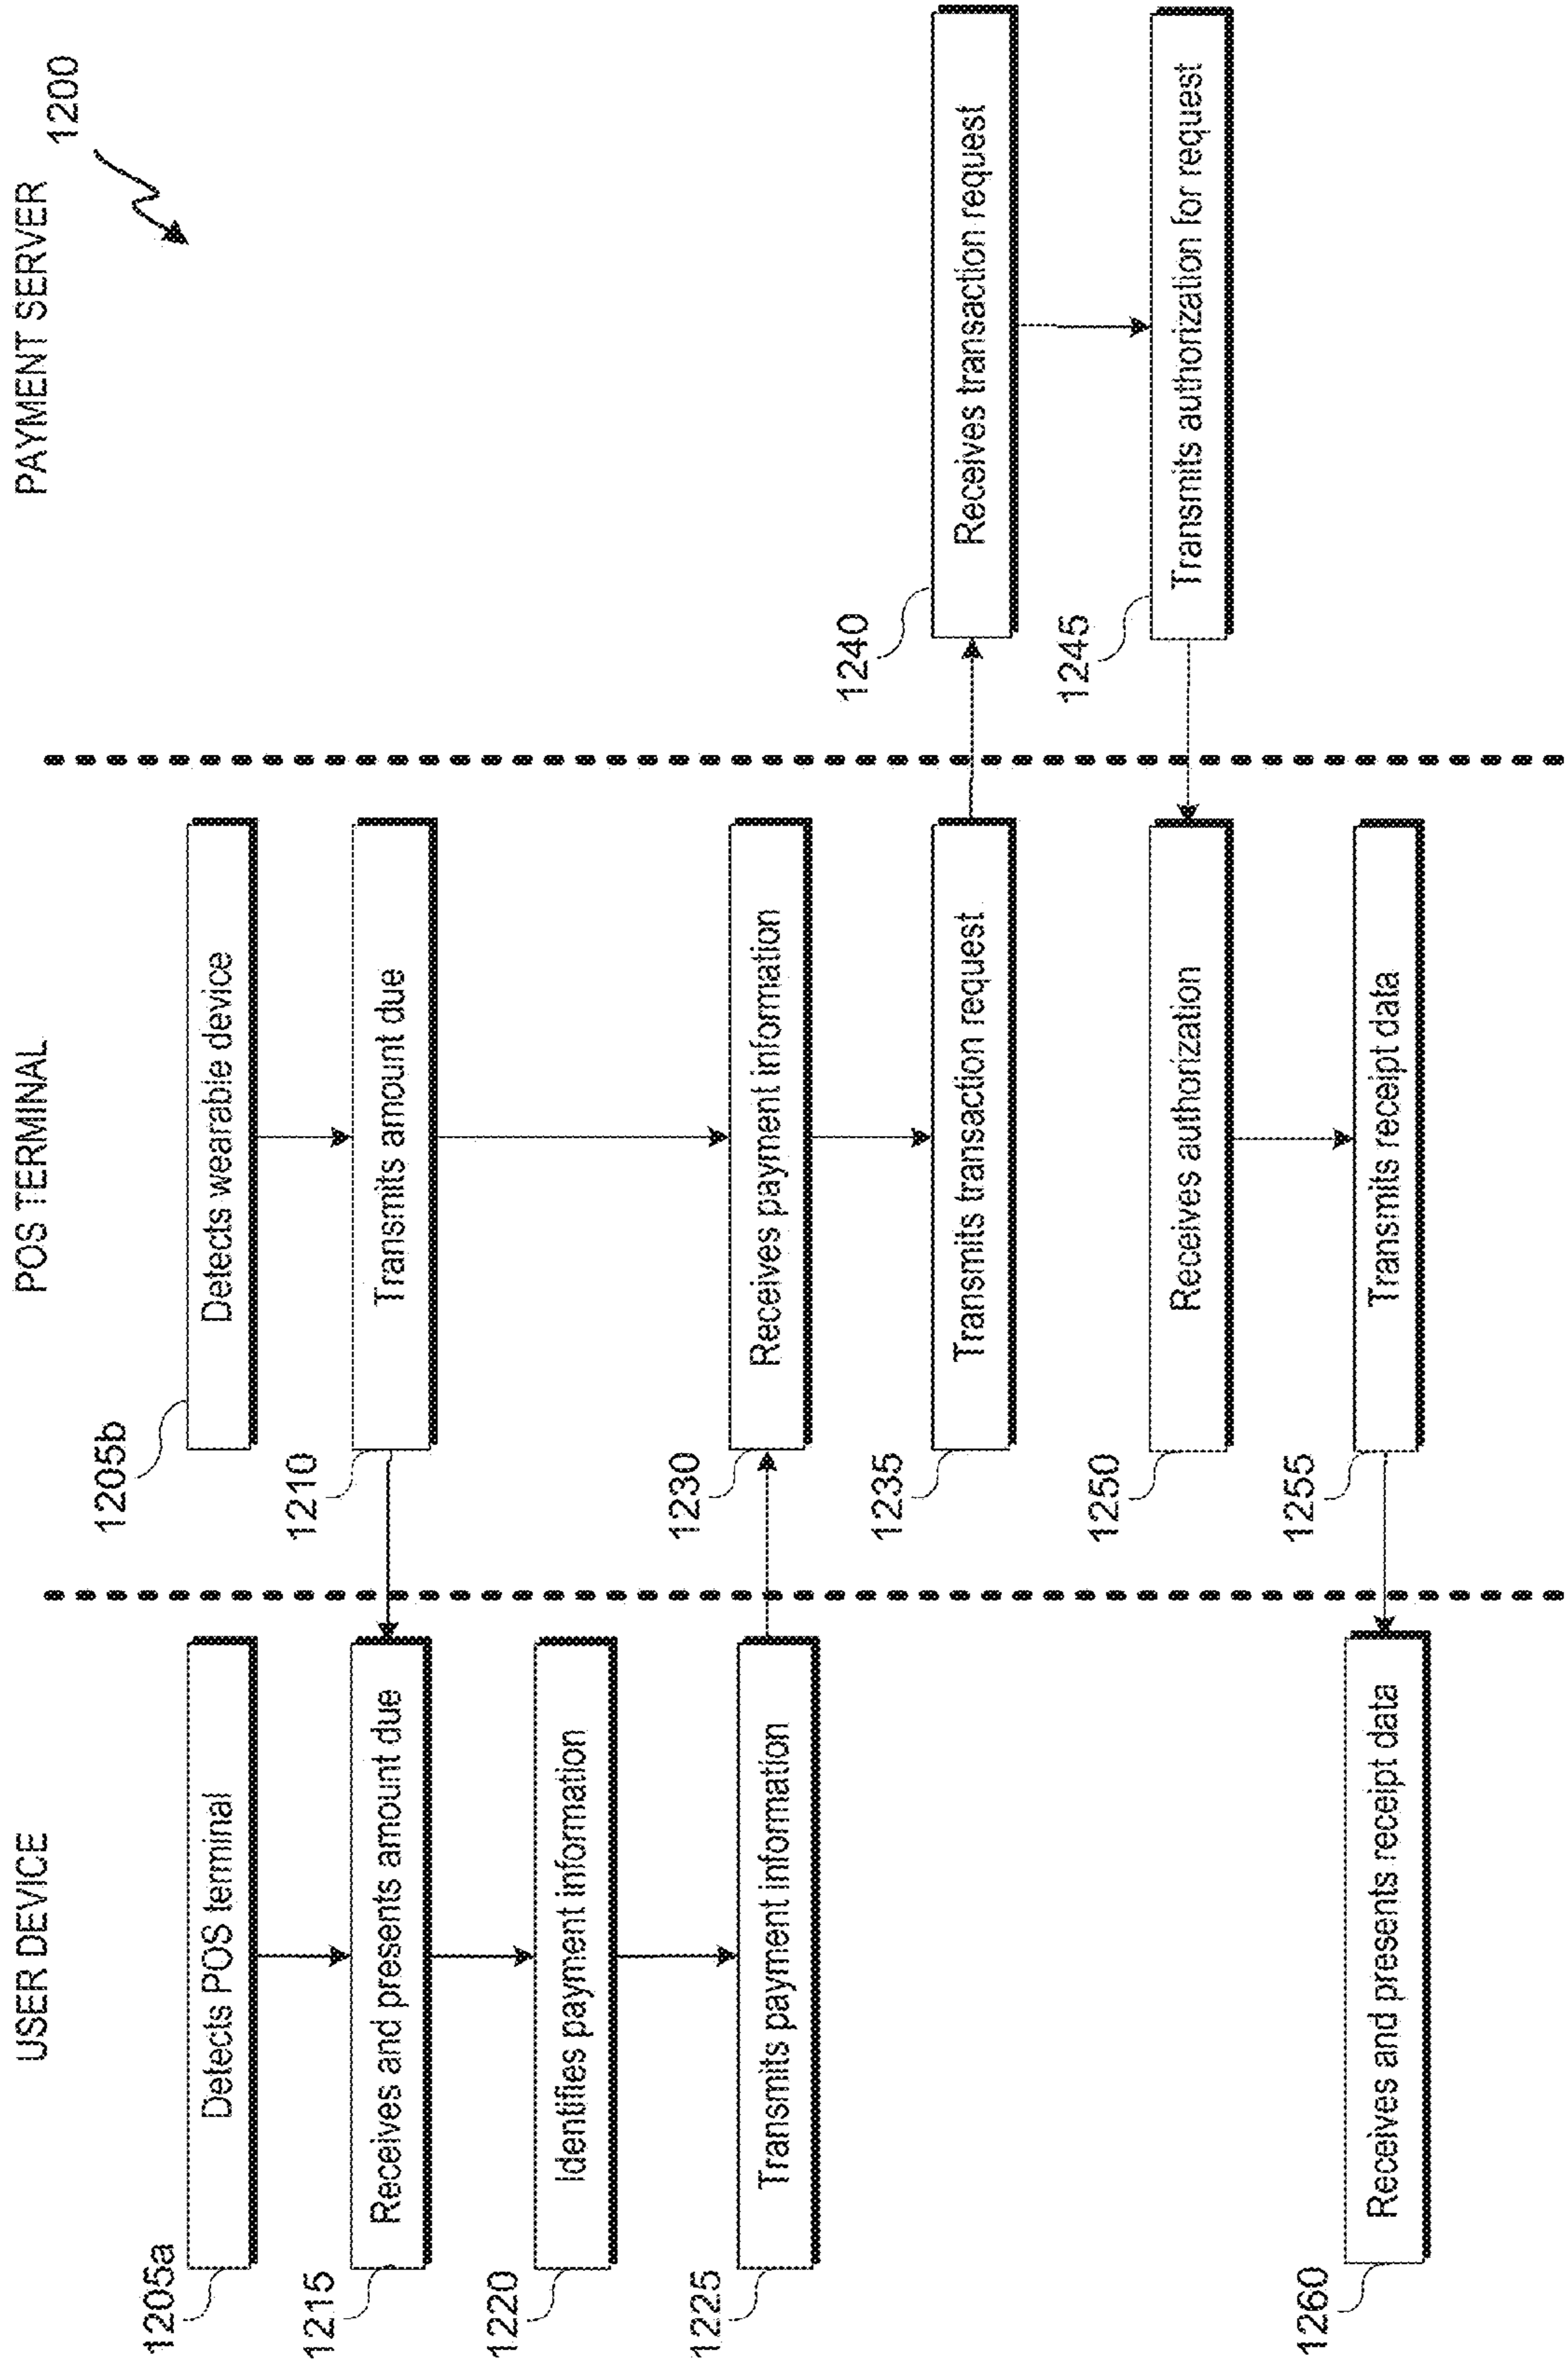 USER DEVICE
POS TERMINAL
PAYMENT SERVER
1200
1205a
Detects POS terminal
1205b
Detects wearable device
1210
Transmits amount due
1215
Receives and presents amount due
1220
Identifies payment information
1225
Transmits payment information
1230
Receives payment information
1235
Transmits transaction request
1240
Receives transaction request
1245
Transmits authorization for request
1250
Receives authorization
1255
Transmits receipt data
1260
Receives and presents receipt data